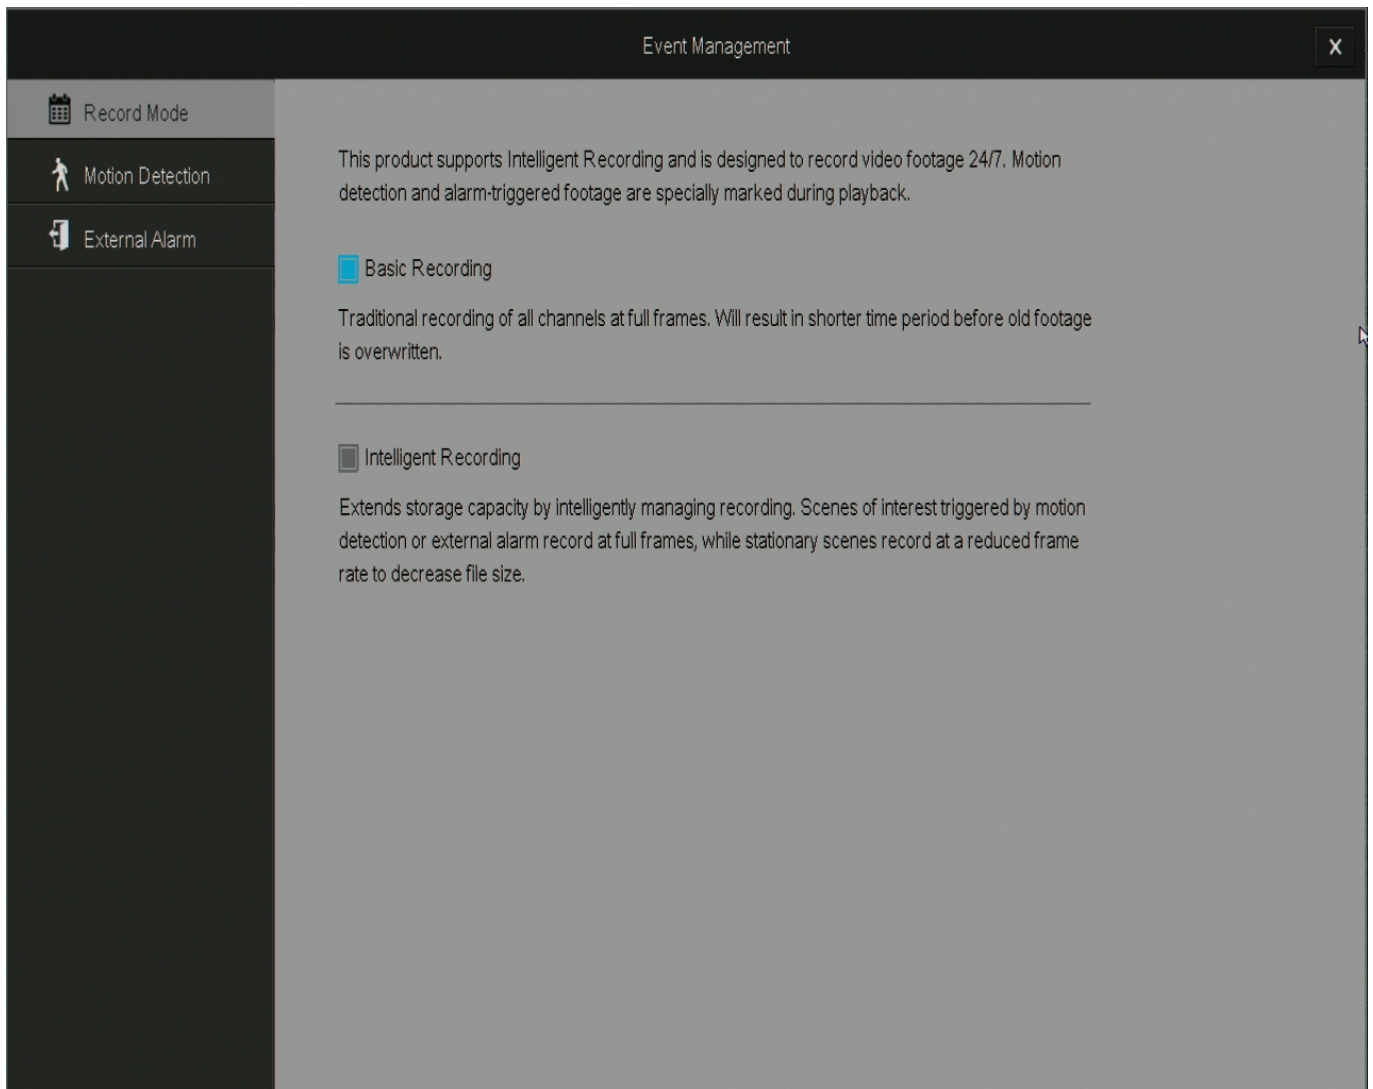 Event Management
X
Record Mode
Motion Detection
External Alarm
This product supports Intelligent Recording and is designed to record video footage 24/7. Motion
detection and alarm-triggered footage are specially marked during playback.
Basic Recording
Traditional recording of all channels at full frames. Will result in shorter time period before old footage
is overwritten.
Intelligent Recording
Extends storage capacity by intelligently managing recording. Scenes of interest triggered by motion
detection or external alarm record at full frames, while stationary scenes record at a reduced frame
rate to decrease file size.